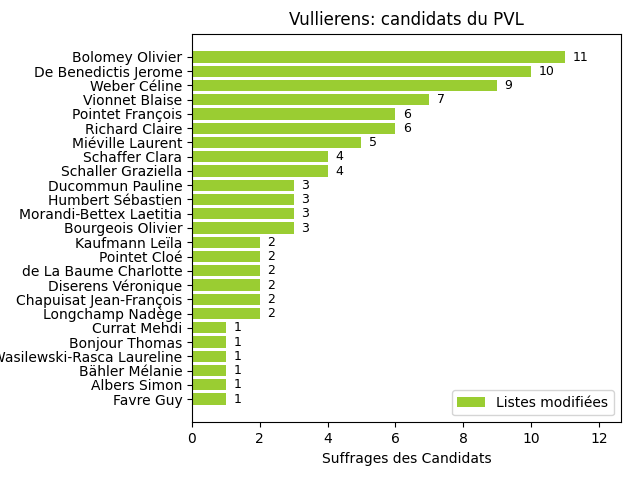 Vullierens: candidats du PVL
Bolomey Olivier 11
De Benedictis Jerome 10
Weber Céline 9
Vionnet Blaise 7
Pointet François 6
Richard Claire 6
Miéville Laurent 5
Schaffer Clara 4
Schaller Graziella 4
Ducommun Pauline 3
Humbert Sébastien 3
Morandi-Bettex Laetitia 3
Bourgeois Olivier 3
Kaufmann Leïla 2
Pointet Cloé 2
de La Baume Charlotte 2
Diserens Véronique 2
Chapuisat Jean-François 2
Longchamp Nadège 2
Currat Mehdi 1
Bonjour Thomas 1
Wasilewski-Rasca Laureline 1
Bähler Mélanie 1
Albers Simon 1
Favre Guy 1
Listes modifiées
0 2 4 6 8 10 12
Suffrages des Candidats